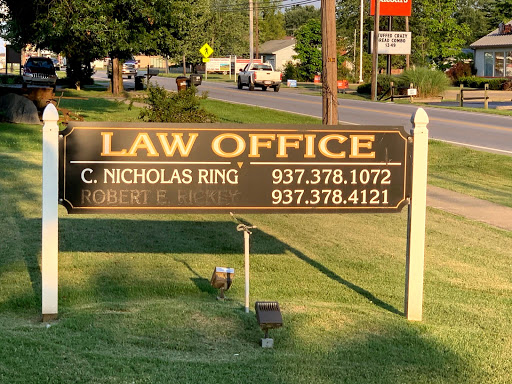 LAW OFFICE
C. NICHOLAS RING 937.378.1072
ROBERT E. RICKEY 937.378.4121